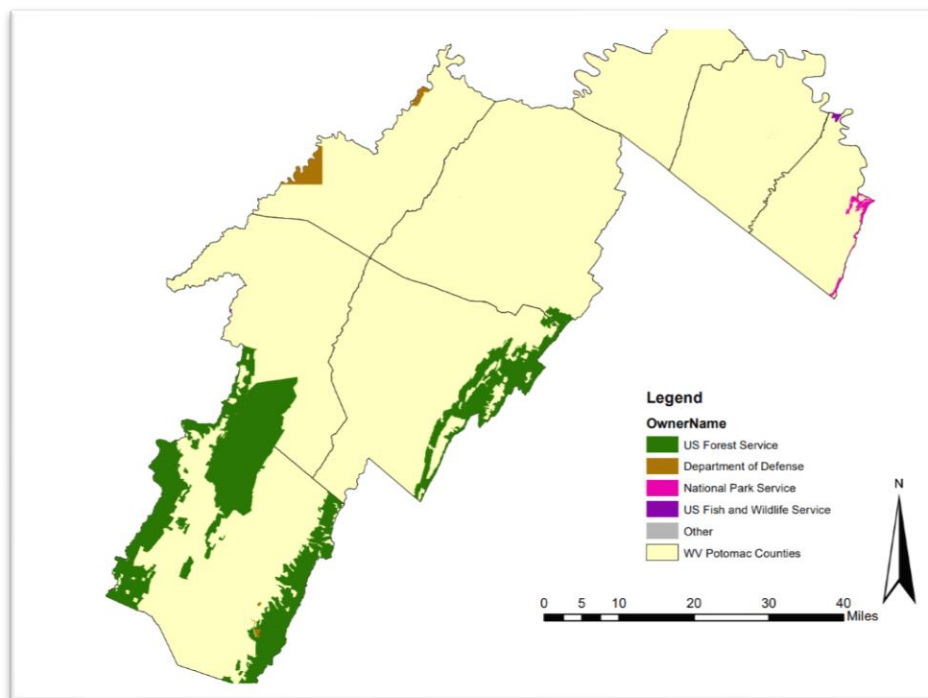 Legend
OwnerName
US Forest Service
Department of Defense
National Park Service
US Fish and Wildlife Service
Other
WV Potomac Counties
N
0 5 10 20 30 40
Miles